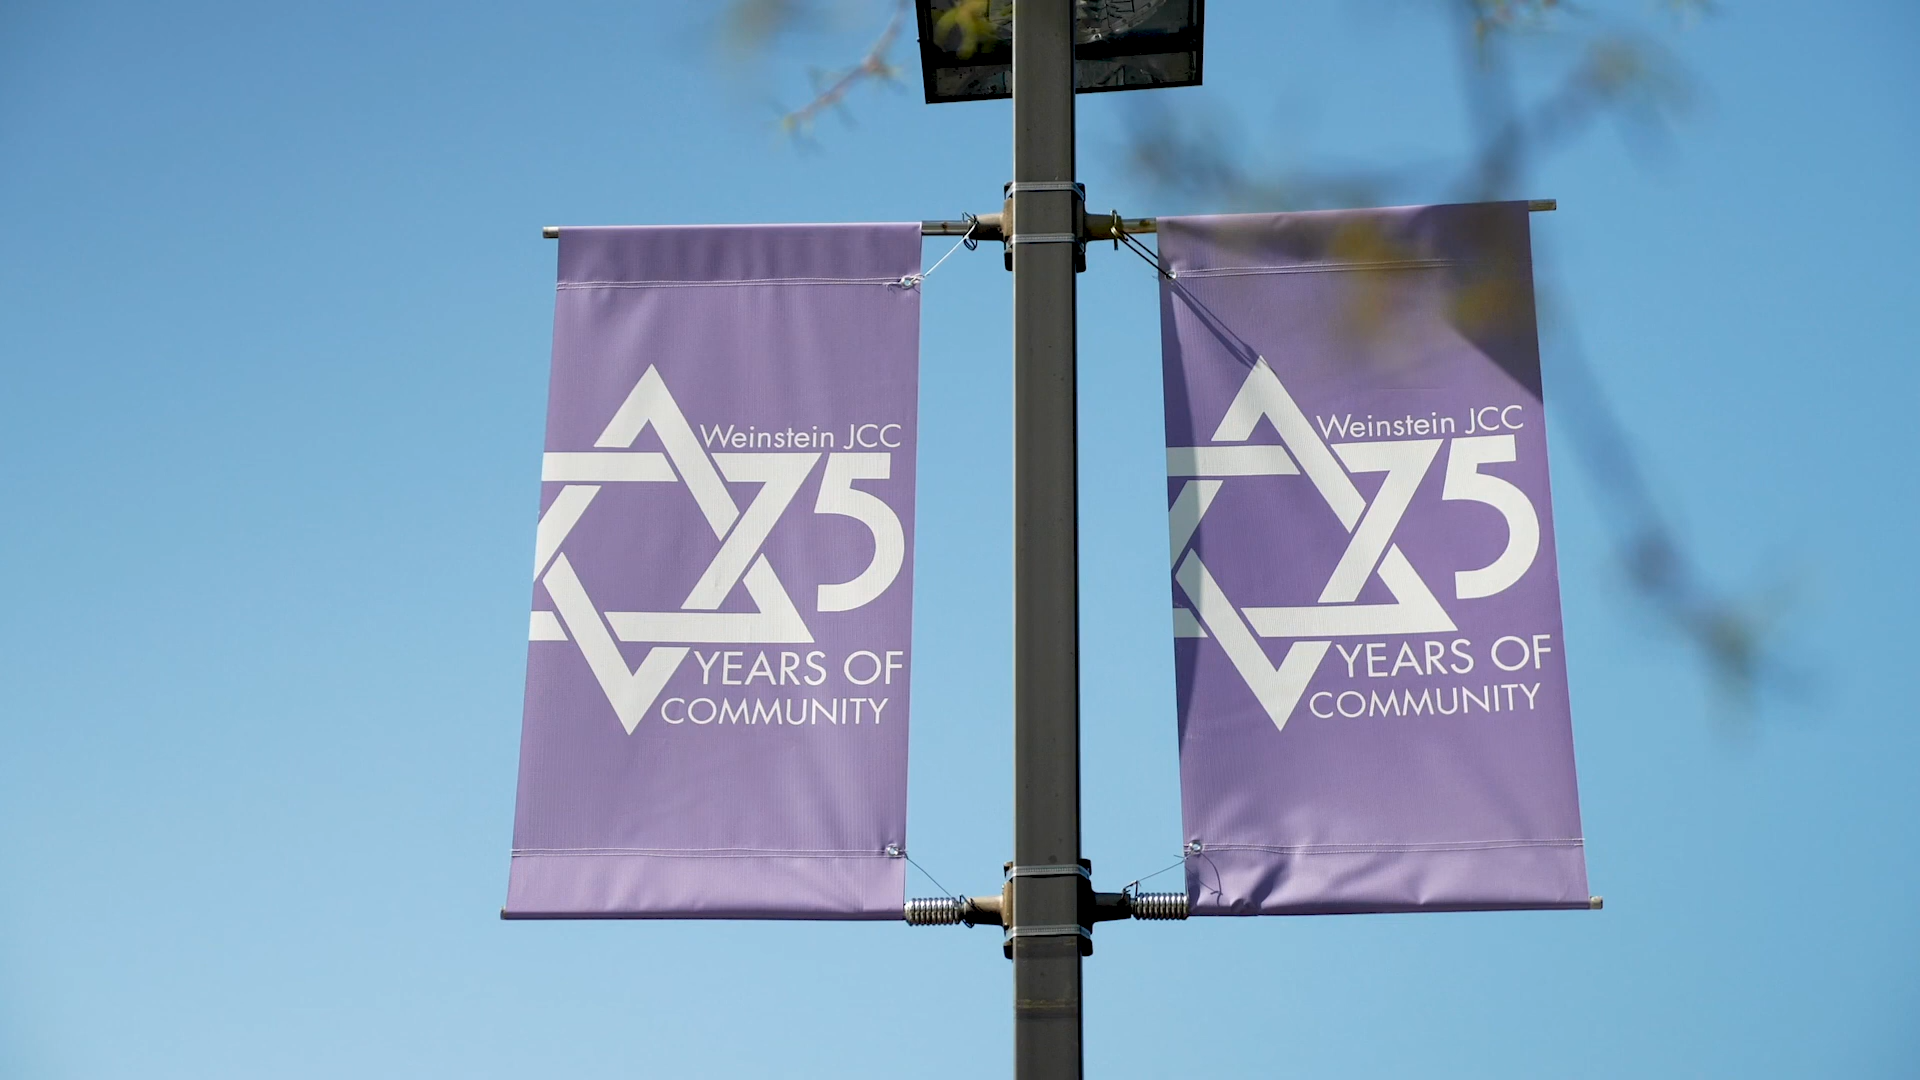 Weinstein JCC
75
YEARS OF
COMMUNITY
Weinstein JCC
75
YEARS OF
COMMUNITY